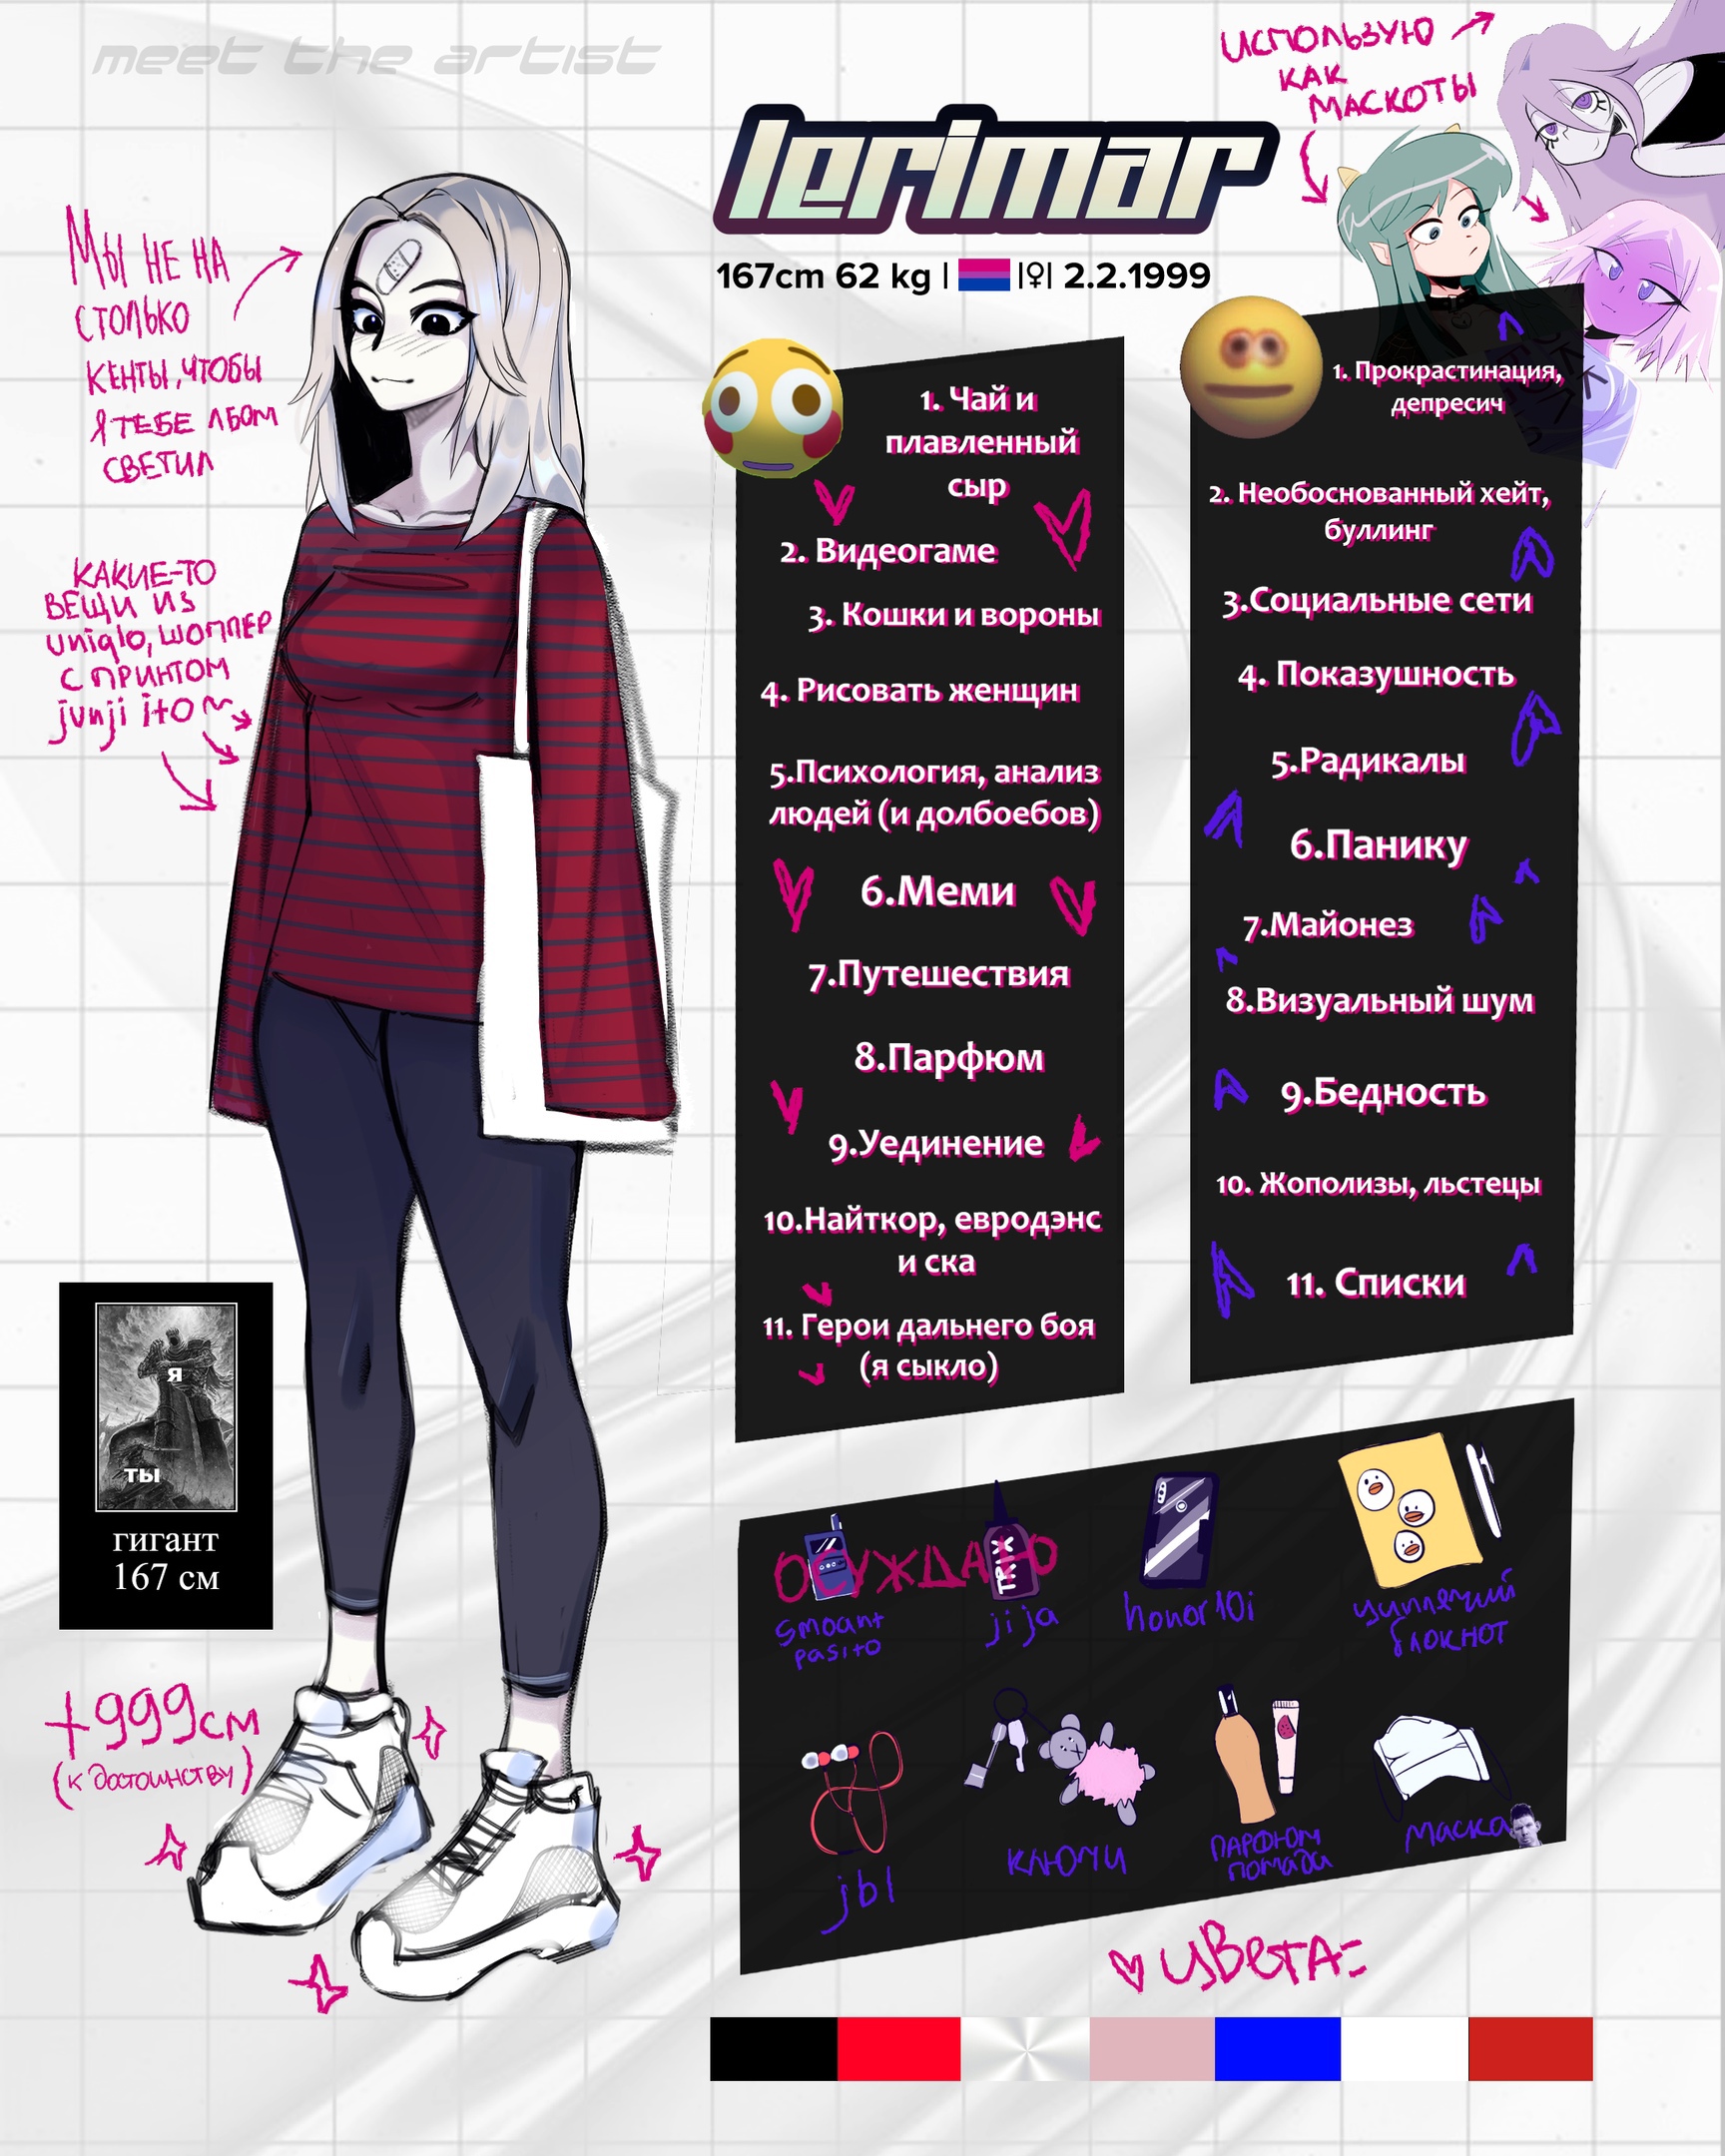 meet the artist
lerimar
167cm 62 kg | |♀| 2.2.1999
ИСПОЛЬЗУЮ
КАК
МАСКОТЫ
МЫ НЕ НА
СТОЛЬКО
КЕНТЫ, ЧТОБЫ
Я ТЕБЕ ЛБОМ
СВЕТИЛ
КАКИЕ-ТО
ВЕЩИ ИЗ
uniqlo, ШОППЕР
С ПРИНТОМ
junji ito
1. Чай и
плавленный
сыр
2. Видеогаме
3. Кошки и вороны
4. Рисовать женщин
5.Психология, анализ
людей (и долбоебов)
6.Меми
7.Путешествия
8.Парфюм
9.Уединение
10.Найткор, евродэнс
и ска
11. Герои дальнего боя
(я сыкло)
1. Прокрастинация,
депресич
2. Необоснованный хейт,
буллинг
3.Социальные сети
4. Показушность
5.Радикалы
6.Панику
7.Майонез
8.Визуальный шум
9.Бедность
10. Жополизы, льстецы
11. Списки
я
ты
гигант
167 см
+999см
(к достоинству)
ОСУЖДАЮ
TRIX
smoant
pasito
jija
honor 10i
цыплячий
блокнот
jbl
ключи
ПАРФЮМ
помада
маска
ЦВЕТА=